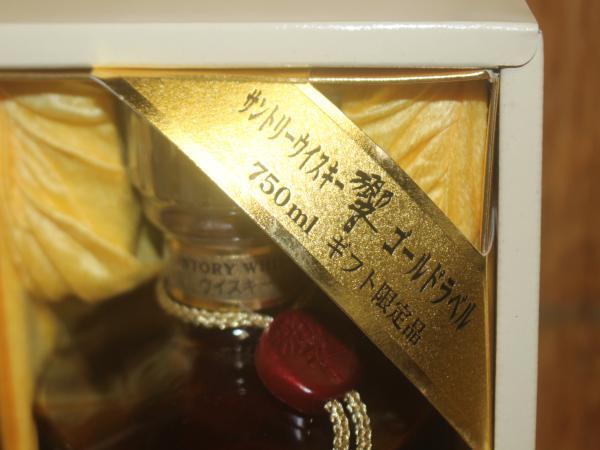 サントリーウイスキー響ゴールドラベル
750ml ギフト限定品
NTORY WHI
ウイスキー